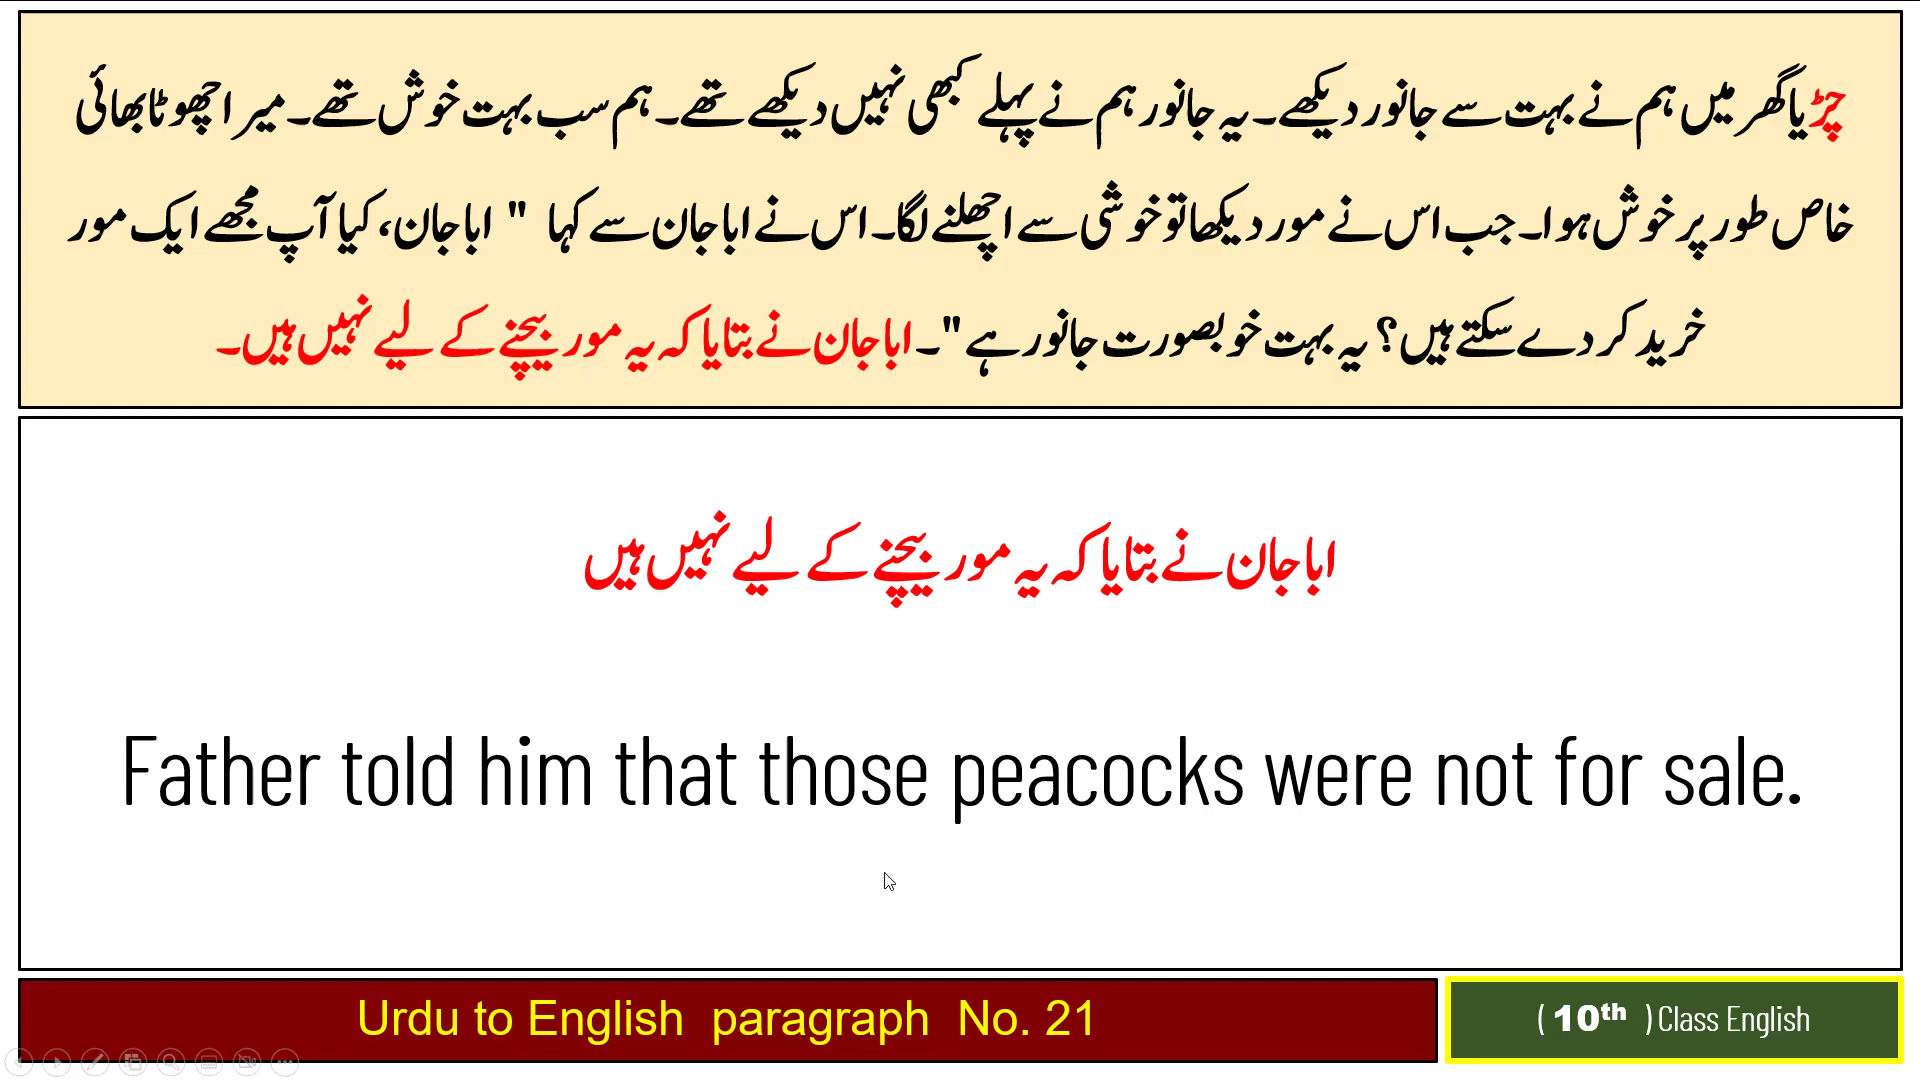 چڑیا گھر میں ہم نے بہت سے جانور دیکھے۔ یہ جانور ہم نے پہلے کبھی نہیں دیکھے تھے۔ ہم سب بہت خوش تھے۔ میرا چھوٹا بھائی
خاص طور پر خوش ہوا۔ جب اس نے مور دیکھا تو خوشی سے اچھلنے لگا۔ اس نے ابا جان سے کہا " ابا جان، کیا آپ مجھے ایک مور
خرید کر دے سکتے ہیں؟ یہ بہت خوبصورت جانور ہے"۔ ابا جان نے بتایا کہ یہ مور بیچنے کے لیے نہیں ہیں۔
ابا جان نے بتایا کہ یہ مور بیچنے کے لیے نہیں ہیں
Father told him that those peacocks were not for sale.
Urdu to English paragraph No. 21
( 10th ) Class English